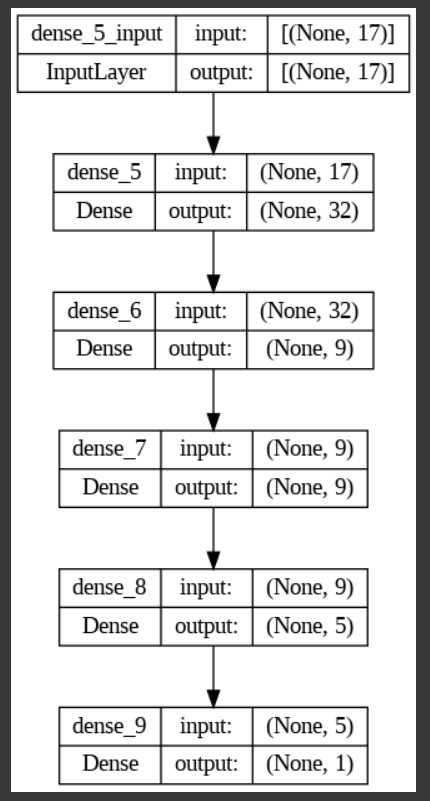 dense_5_input input: [(None, 17)]
InputLayer output: [(None, 17)]
dense_5 input: (None, 17)
Dense output: (None, 32)
dense_6 input: (None, 32)
Dense output: (None, 9)
dense_7 input: (None, 9)
Dense output: (None, 9)
dense_8 input: (None, 9)
Dense output: (None, 5)
dense_9 input: (None, 5)
Dense output: (None, 1)